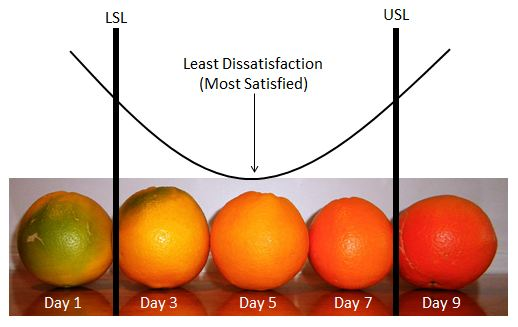 LSL
USL
Least Dissatisfaction
(Most Satisfied)
Day 1
Day 3
Day 5
Day 7
Day 9